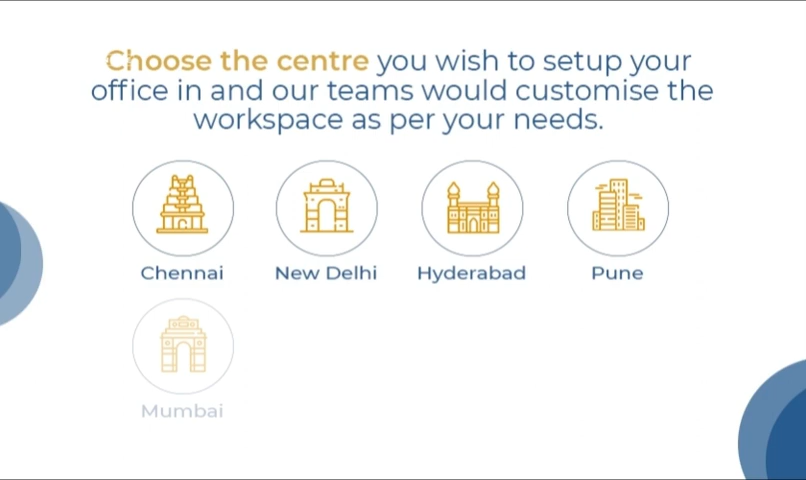 Choose the centre you wish to setup your
office in and our teams would customise the
workspace as per your needs.
Chennai
New Delhi
Hyderabad
Pune
Mumbai